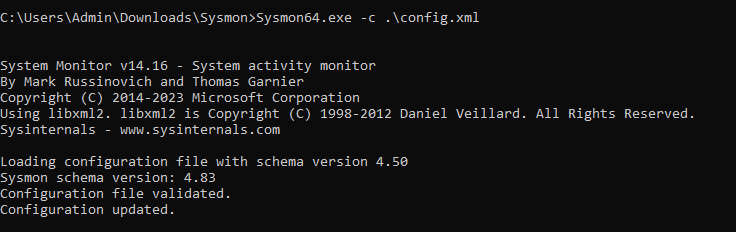 C:\Users\Admin\Downloads\Sysmon>Sysmon64.exe -c .\config.xml
System Monitor v14.16 - System activity monitor
By Mark Russinovich and Thomas Garnier
Copyright (C) 2014-2023 Microsoft Corporation
Using libxml2. libxml2 is Copyright (C) 1998-2012 Daniel Veillard. All Rights Reserved.
Sysinternals - www.sysinternals.com
Loading configuration file with schema version 4.50
Sysmon schema version: 4.83
Configuration file validated.
Configuration updated.